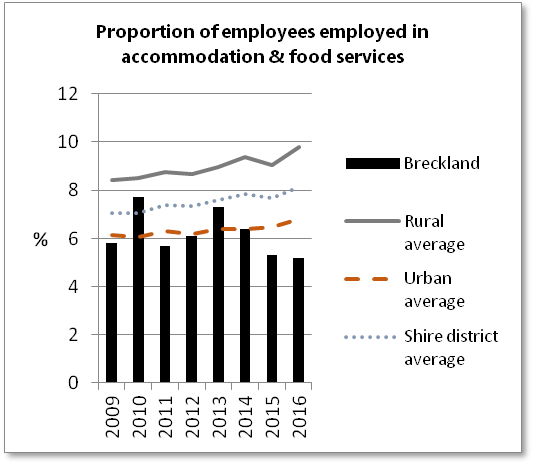 Proportion of employees employed in
accommodation & food services
12
10
8
6
4
2
0
%
2009
2010
2011
2012
2013
2014
2015
2016
Breckland
Rural
average
Urban
average
Shire district
average